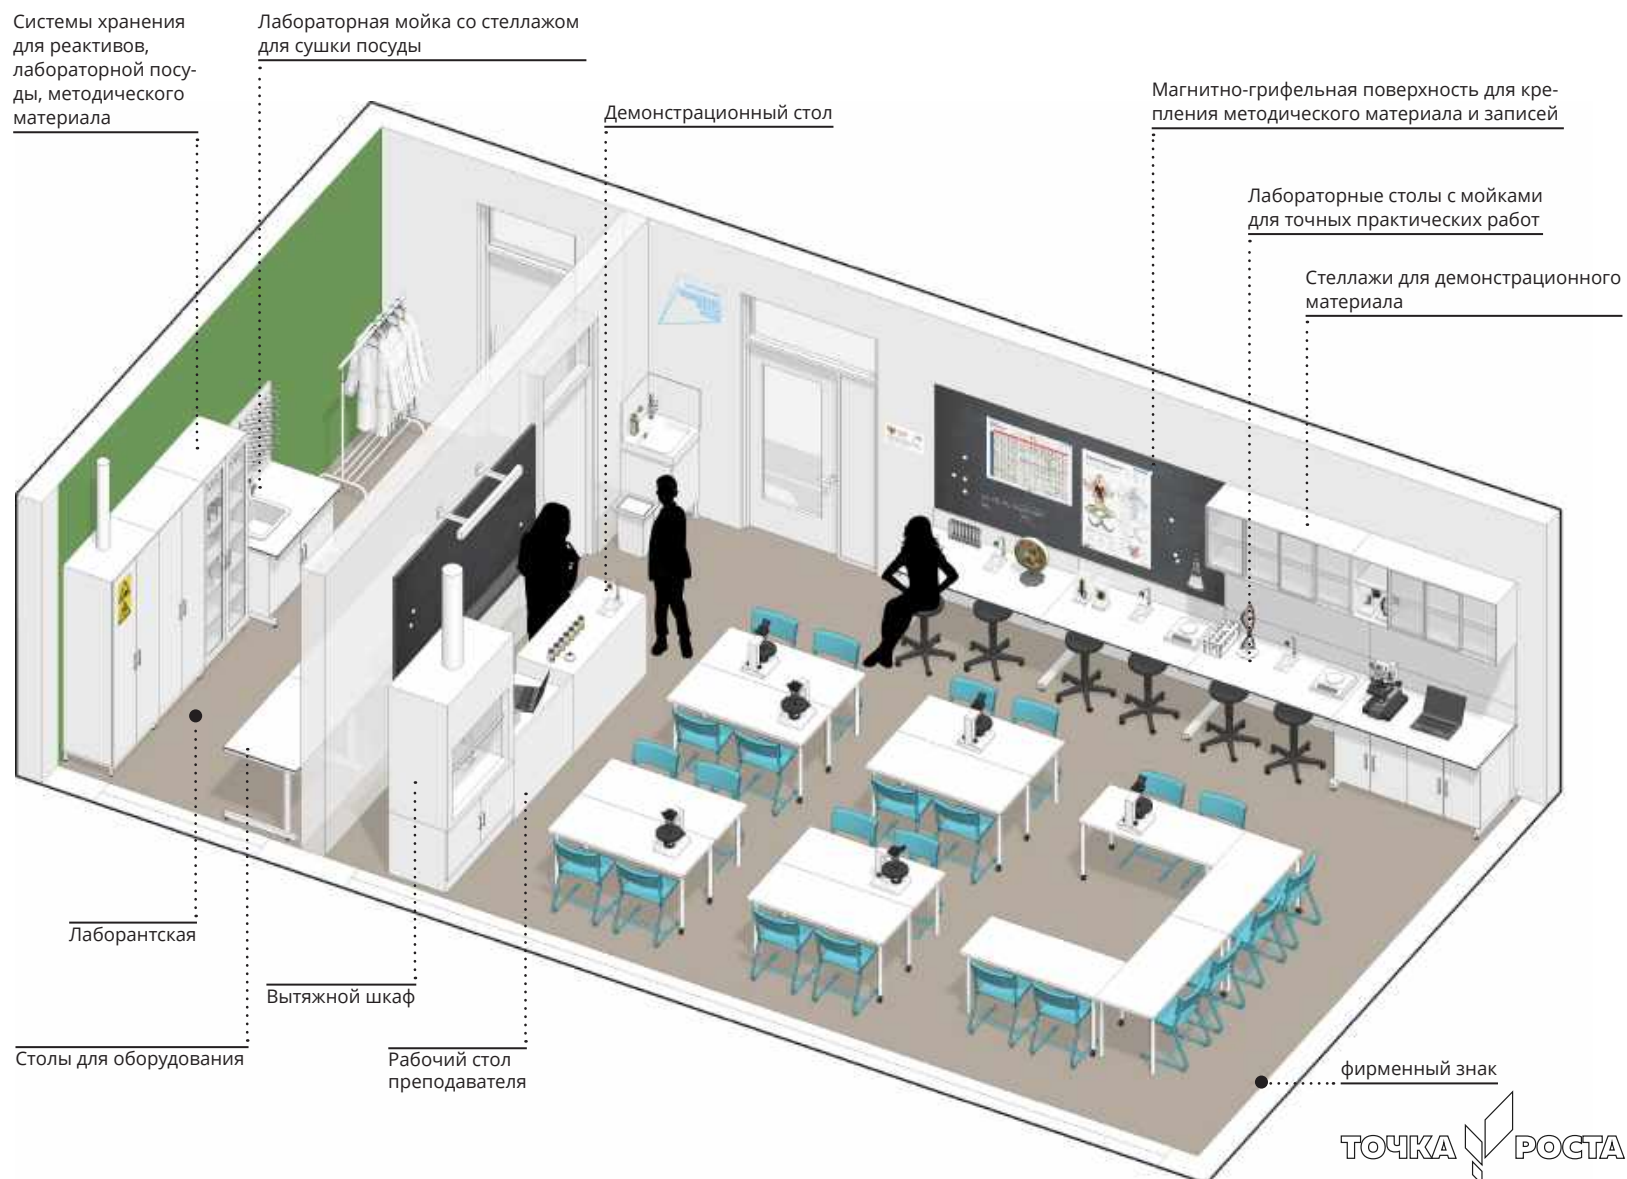 Системы хранения
для реактивов,
лабораторной посу-
ды, методического
материала
Лабораторная мойка со стеллажом
для сушки посуды
Демонстрационный стол
Магнитно-грифельная поверхность для кре-
пления методического материала и записей
Лабораторные столы с мойками
для точных практических работ
Стеллажи для демонстрационного
материала
Лаборантская
Вытяжной шкаф
Столы для оборудования
Рабочий стол
преподавателя
фирменный знак
ТОЧКА РОСТА